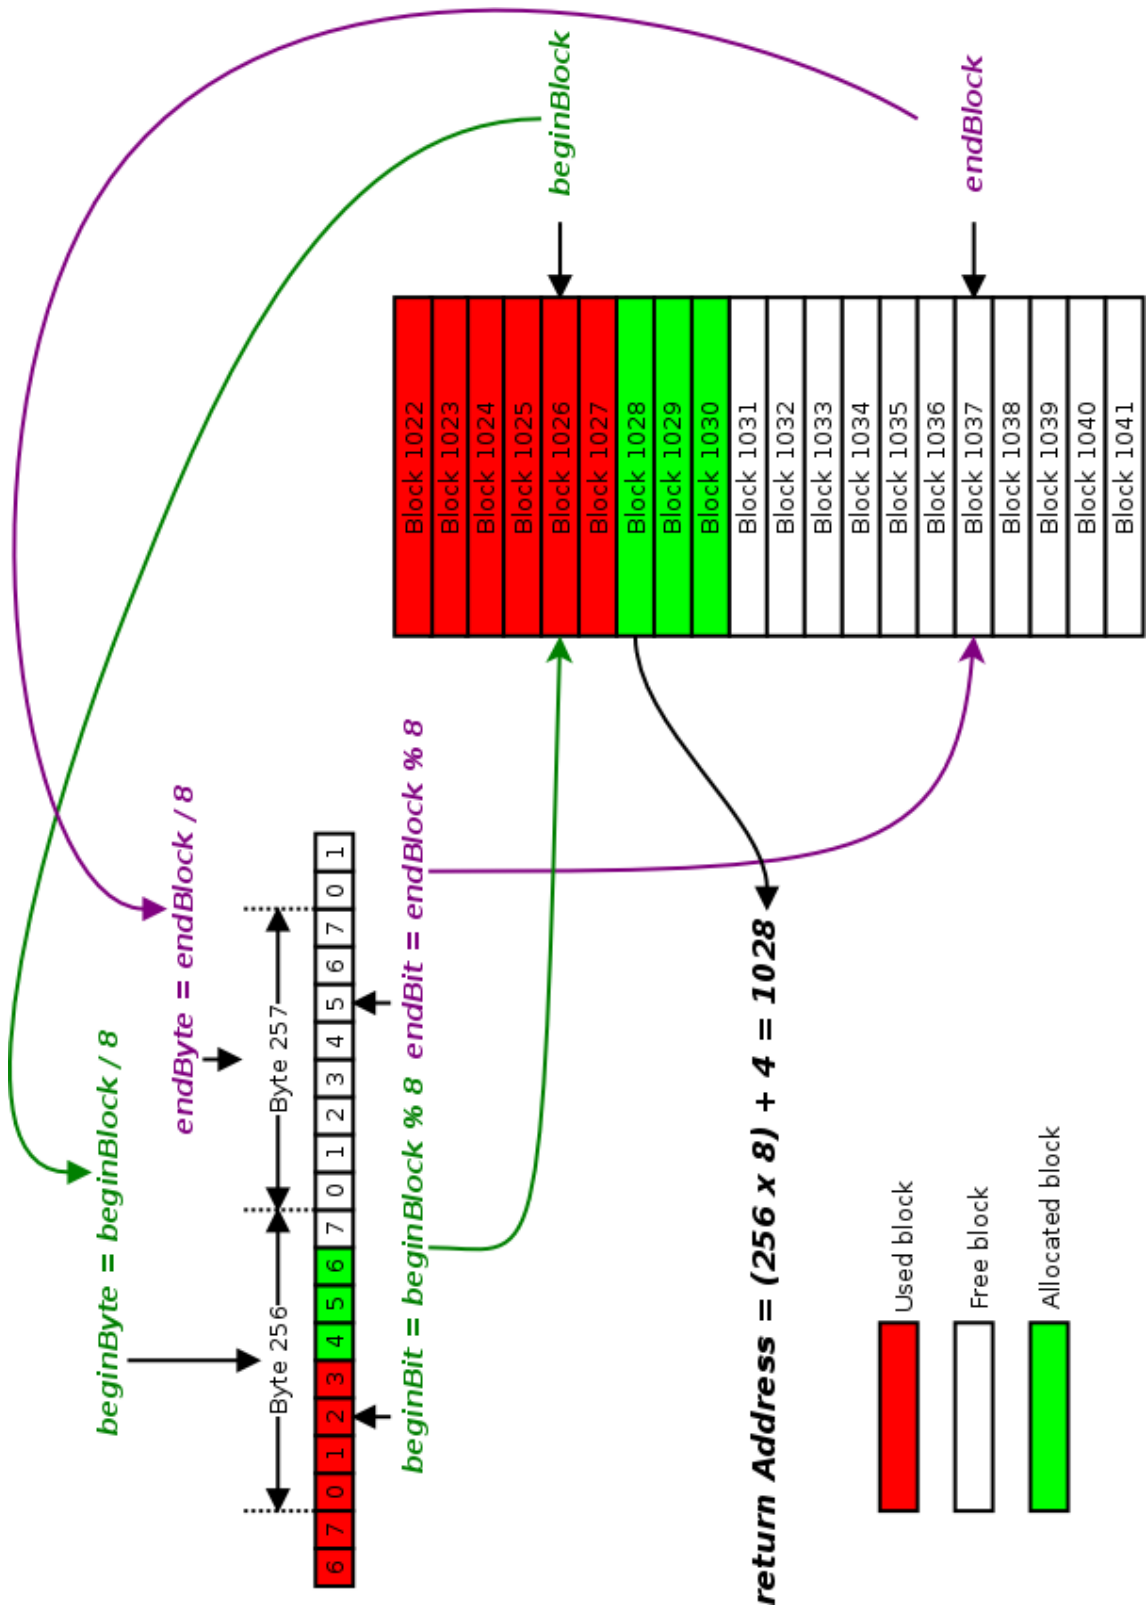 beginByte = beginBlock / 8
endByte = endBlock / 8
Byte 256 Byte 257
6 7 0 1 2 3 4 5 6 7 0 1 2 3 4 5 6 7 0 1
beginBit = beginBlock % 8
endBit = endBlock % 8
Block 1022
Block 1023
Block 1024
Block 1025
Block 1026
beginBlock
Block 1027
Block 1028
Block 1029
Block 1030
Block 1031
Block 1032
Block 1033
Block 1034
Block 1035
Block 1036
Block 1037
endBlock
Block 1038
Block 1039
Block 1040
Block 1041
return Address = (256 x 8) + 4 = 1028
Used block
Free block
Allocated block